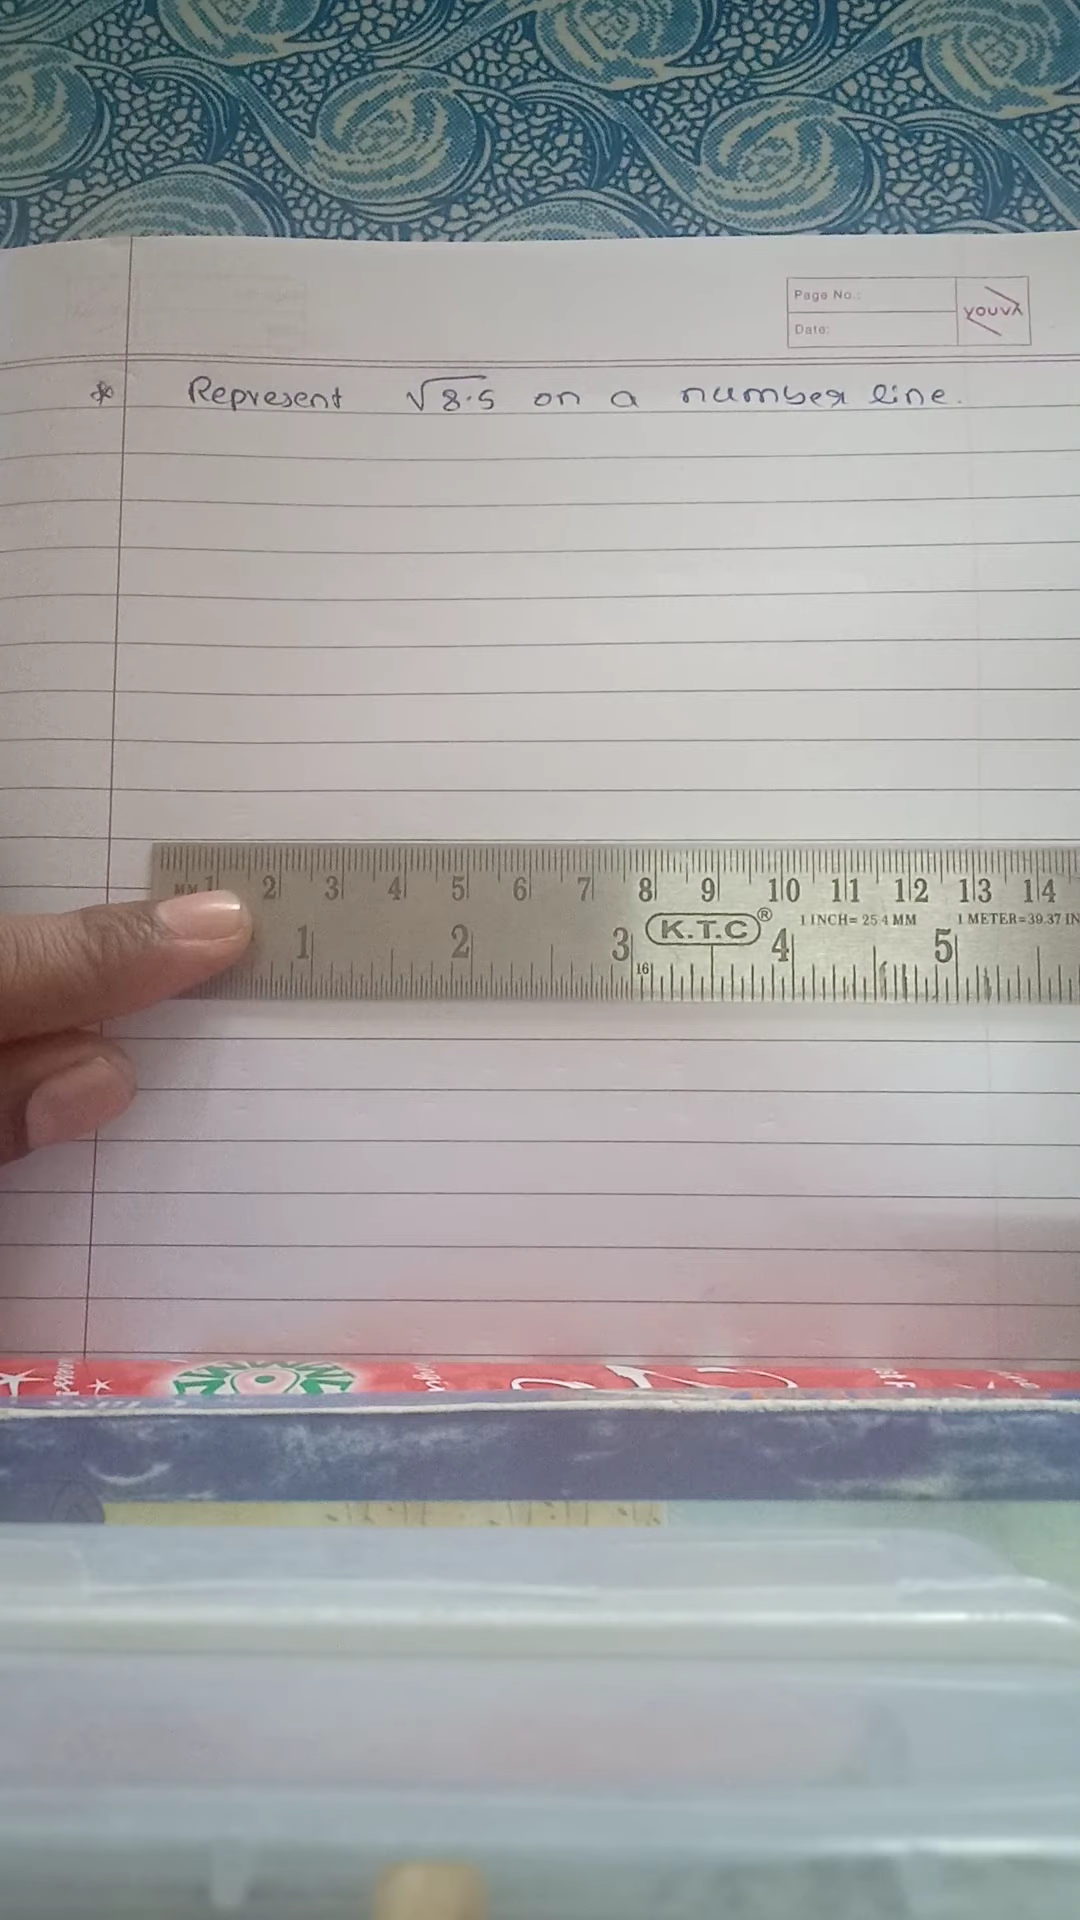 Page No.:
Date:
YOUVA
* Represent √8.5 on a number line.
MM 1 2 3 4 5 6 7 8 9 10 11 12 13 14
K.T.C® 1 INCH= 25.4 MM 1 METER=39.37 IN
1 2 3 4 5
16